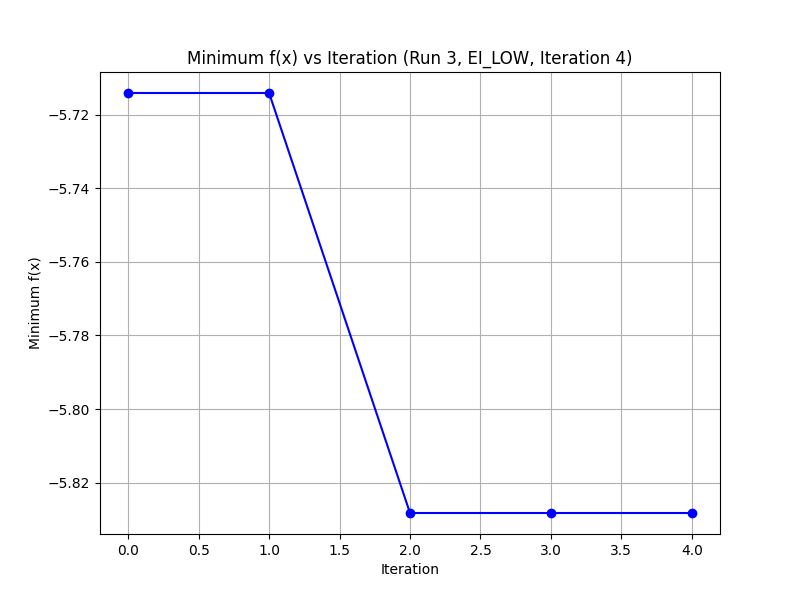 Minimum f(x) vs Iteration (Run 3, EI_LOW, Iteration 4)
Minimum f(x)
−5.72
−5.74
−5.76
−5.78
−5.80
−5.82
0.0 0.5 1.0 1.5 2.0 2.5 3.0 3.5 4.0
Iteration